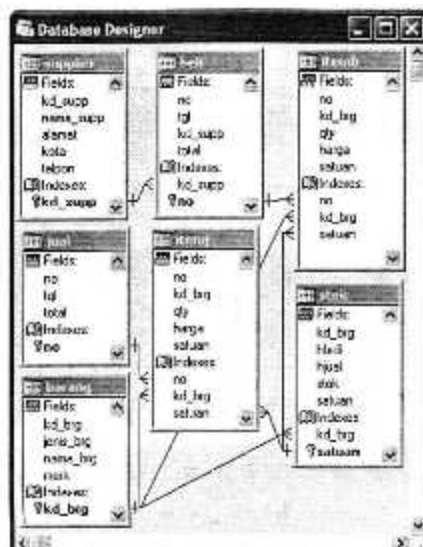 Database Designer
supplier
Fields:
kd_supp
nama_supp
alamat
kota
telpon
Indexes:
kd_supp
beli
Fields:
no
tgl
kd_supp
total
Indexes:
kd_supp
no
Fields:
no
kd_brg
qty
harga
satuan
Indexes:
no
kd_brg
satuan
jual
Fields:
no
tgl
total
Indexes:
no
Fields:
no
kd_brg
qty
harga
satuan
Indexes:
no
kd_brg
satuan
stok
Fields:
kd_brg
hbeli
hjual
stok
satuan
Indexes
kd_brg
satuan
barang
Fields:
kd_brg
jenis_brg
nama_brg
merk
Indexes:
kd_brg